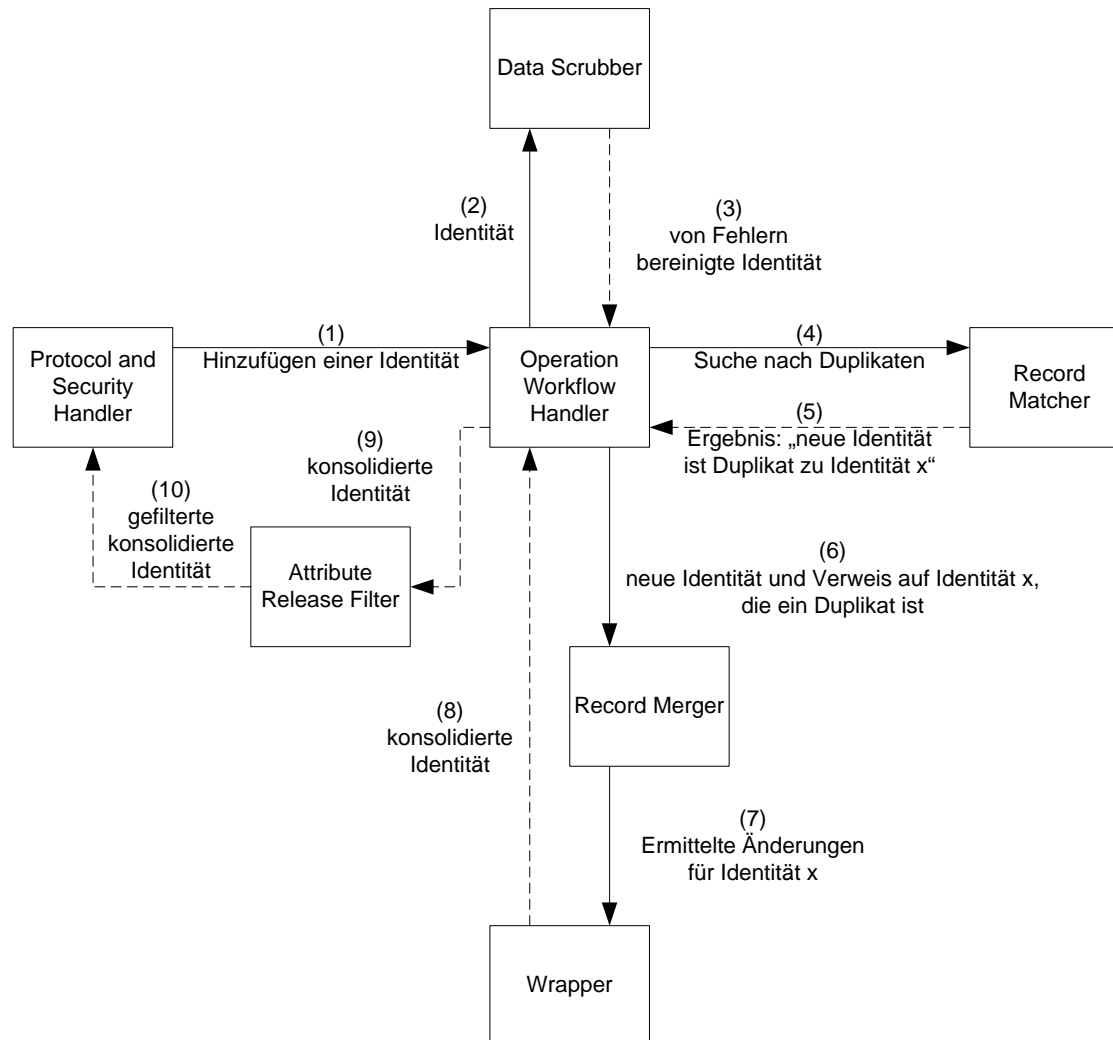 Data Scrubber
(2)
Identität
(3)
von Fehlern
bereinigte Identität
Protocol and
Security
Handler
(1)
Hinzufügen einer Identität
Operation
Workflow
Handler
(4)
Suche nach Duplikaten
Record
Matcher
(5)
Ergebnis: „neue Identität
ist Duplikat zu Identität x“
(9)
konsolidierte
Identität
(10)
gefilterte
konsolidierte
Identität
Attribute
Release Filter
(6)
neue Identität und Verweis auf Identität x,
die ein Duplikat ist
Record Merger
(8)
konsolidierte
Identität
(7)
Ermittelte Änderungen
für Identität x
Wrapper